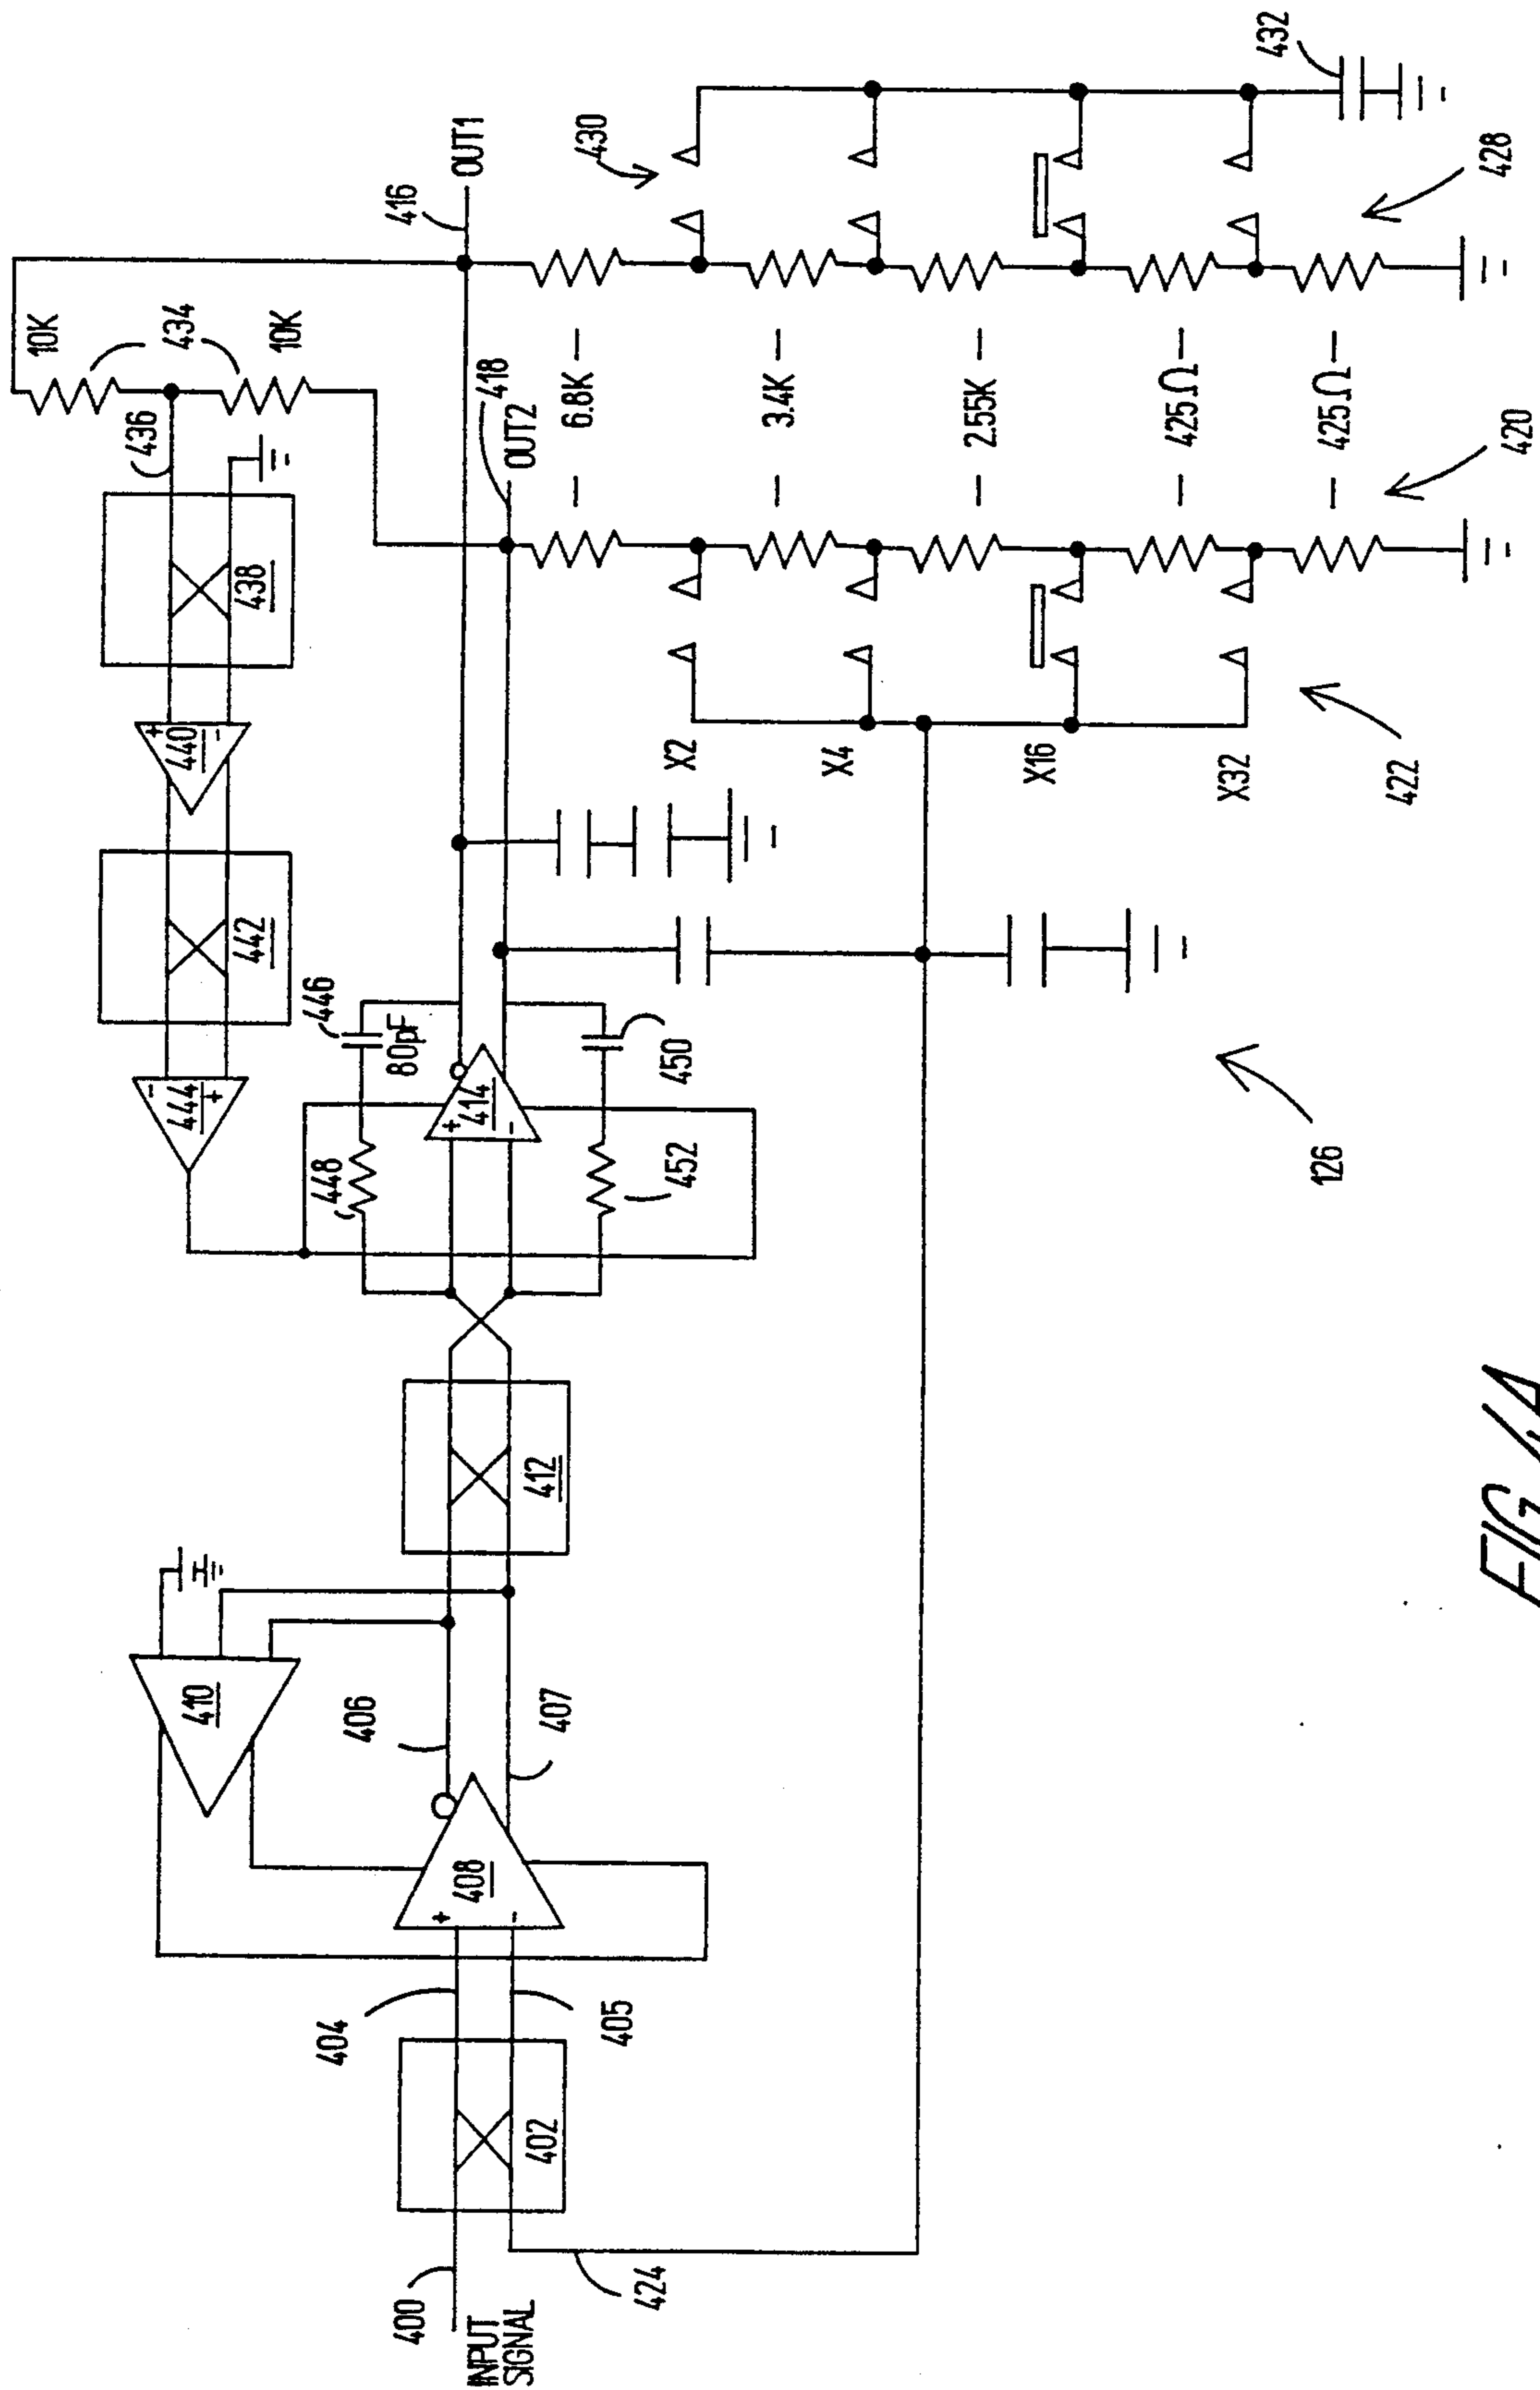 10K
434
10K
436
438
+
440
-
442
-
444
+
416
OUT1
418
OUT2
446
80pF
448
+
414
-
450
452
410
406
407
+
408
-
412
404
405
402
400
INPUT
SIGNAL
424
430
432
428
6.8K
3.4K
2.55K
425Ω
425Ω
420
X2
X4
X16
X32
422
126
FIG. 4A